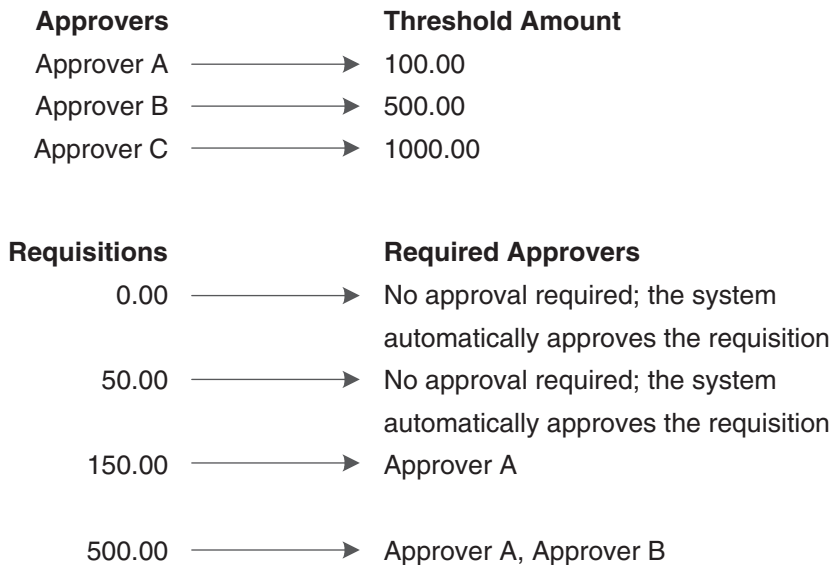 Approvers Threshold Amount
Approver A 100.00
Approver B 500.00
Approver C 1000.00
Requisitions Required Approvers
0.00 No approval required; the system
automatically approves the requisition
50.00 No approval required; the system
automatically approves the requisition
150.00 Approver A
500.00 Approver A, Approver B